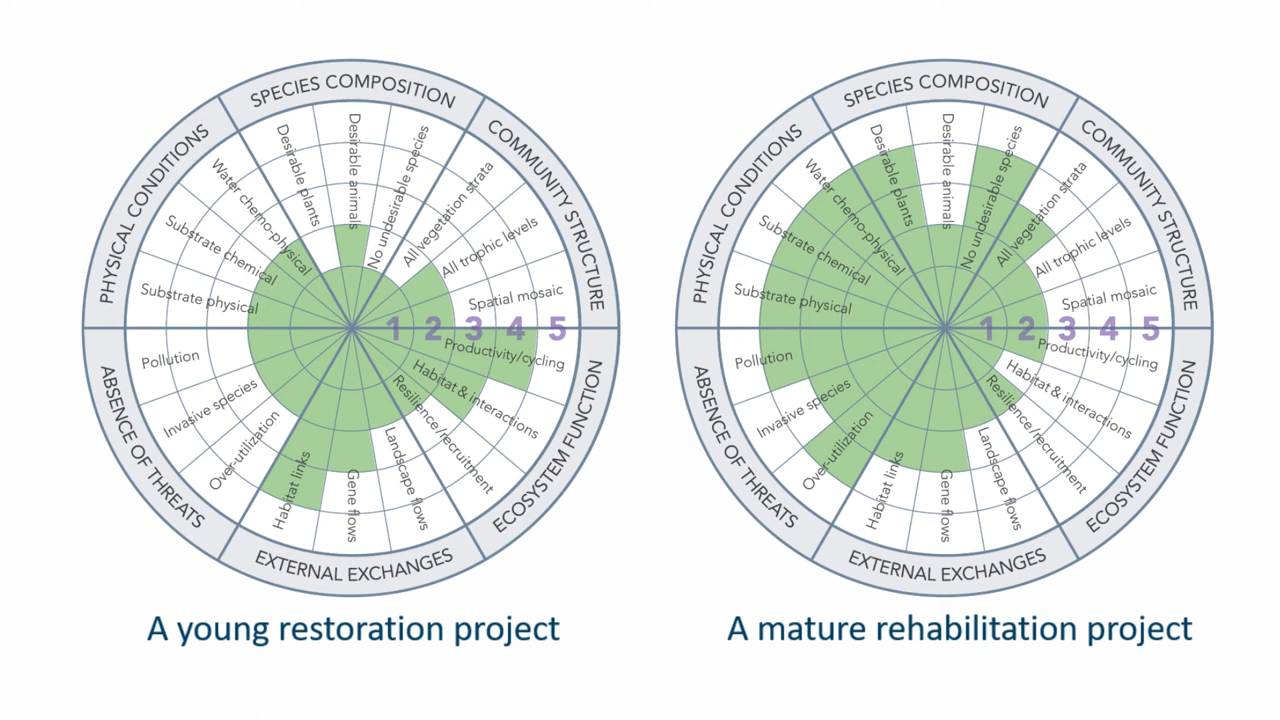 SPECIES COMPOSITION
COMMUNITY STRUCTURE
ECOSYSTEM FUNCTION
EXTERNAL EXCHANGES
ABSENCE OF THREATS
PHYSICAL CONDITIONS
Desirable plants
Desirable animals
No undesirable species
All vegetation strata
All trophic levels
Spatial mosaic
Productivity/cycling
Habitat & interactions
Resilience/recruitment
Landscape flows
Gene flows
Habitat links
Over-utilization
Invasive species
Pollution
Substrate physical
Substrate chemical
Water chemo-physical
1 2 3 4 5
A young restoration project
SPECIES COMPOSITION
COMMUNITY STRUCTURE
ECOSYSTEM FUNCTION
EXTERNAL EXCHANGES
ABSENCE OF THREATS
PHYSICAL CONDITIONS
Desirable plants
Desirable animals
No undesirable species
All vegetation strata
All trophic levels
Spatial mosaic
Productivity/cycling
Habitat & interactions
Resilience/recruitment
Landscape flows
Gene flows
Habitat links
Over-utilization
Invasive species
Pollution
Substrate physical
Substrate chemical
Water chemo-physical
1 2 3 4 5
A mature rehabilitation project